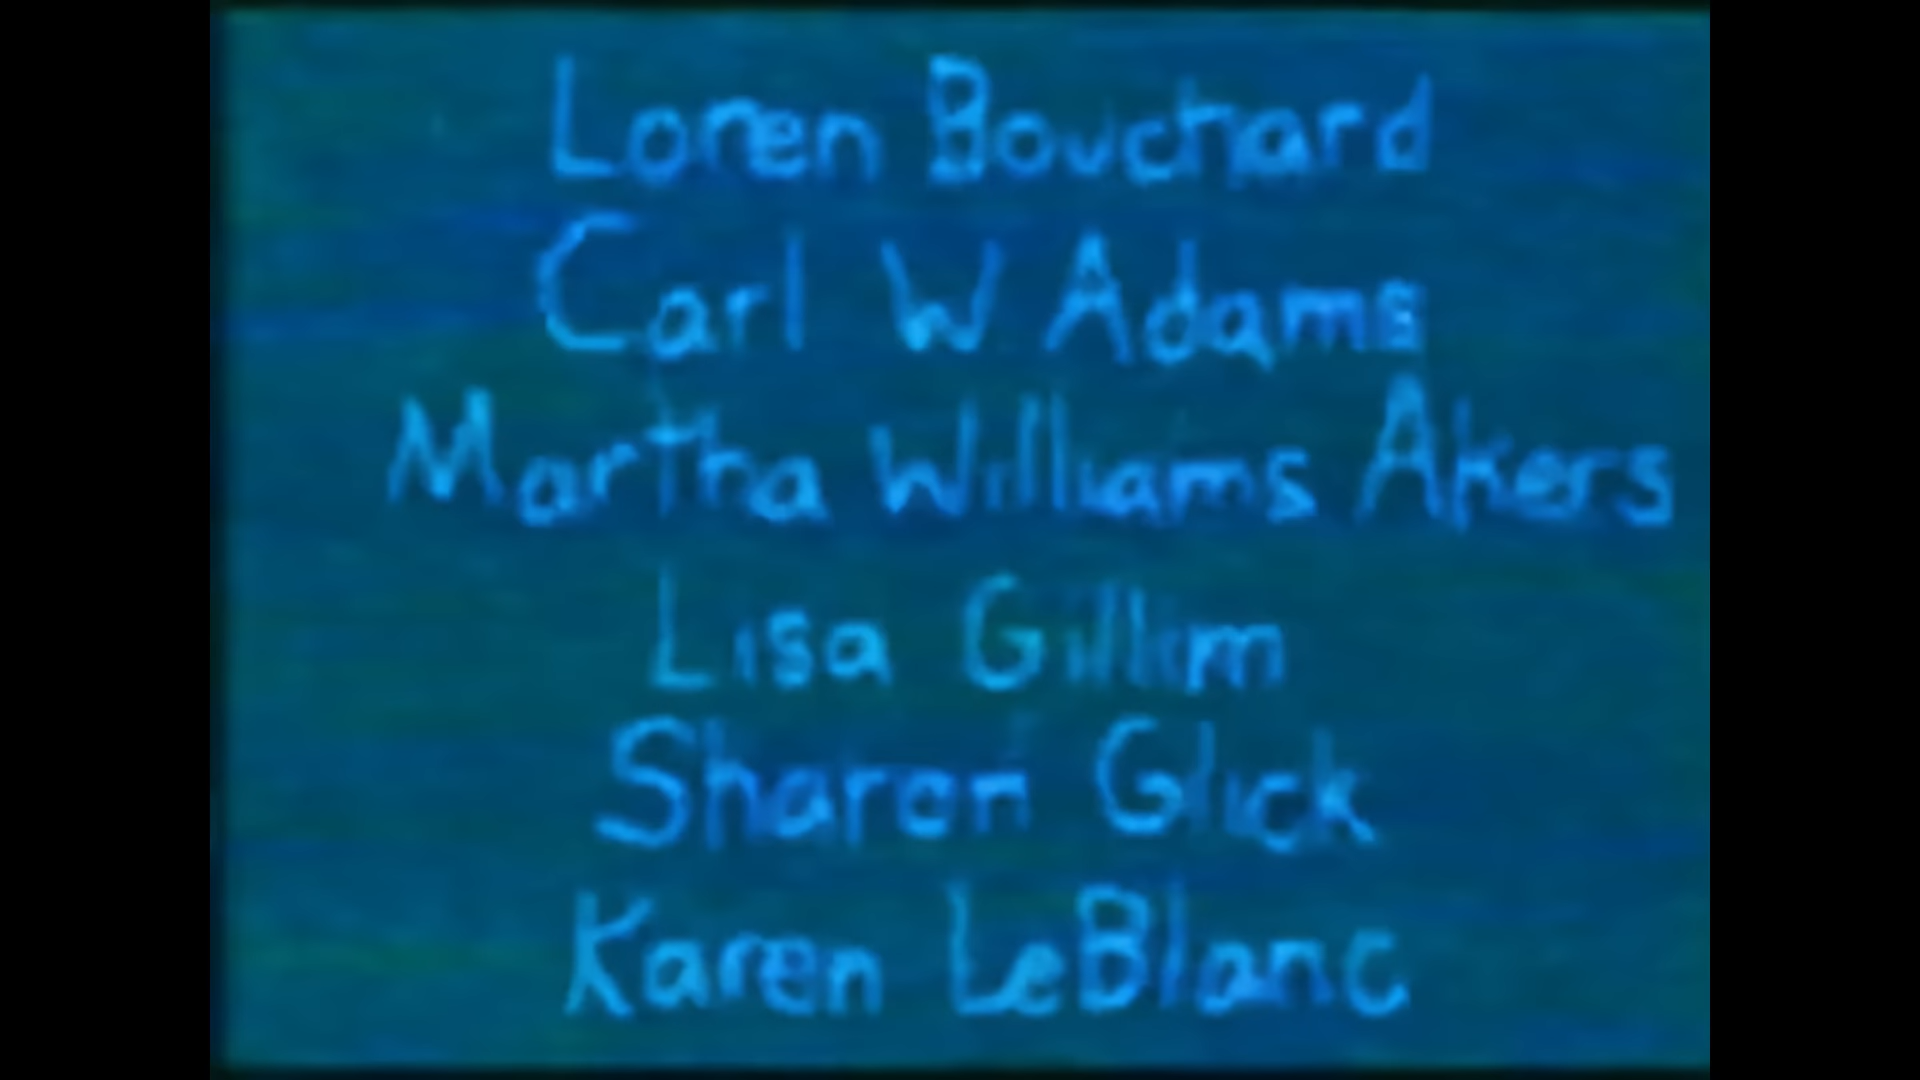 Loren Bouchard
Carl W Adams
Martha Williams Akers
Lisa Gillim
Sharon Glick
Karen LeBlanc